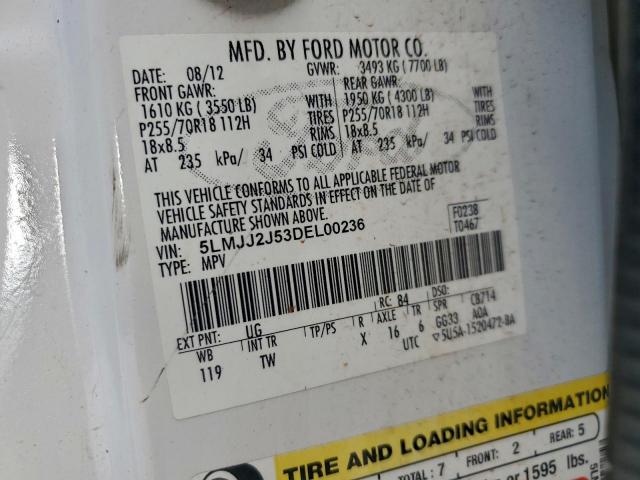 MFD. BY FORD MOTOR CO.
DATE: 08/12 GVWR: 3493 KG (7700 LB)
FRONT GAWR: REAR GAWR:
1610 KG (3550 LB) WITH 1950 KG (4300 LB) WITH
P255/70R18 112H TIRES P255/70R18 112H TIRES
18x8.5 RIMS 18x8.5 RIMS
AT 235 kPa/ 34 PSI COLD AT 235 kPa/ 34 PSI COLD
Ford
THIS VEHICLE CONFORMS TO ALL APPLICABLE FEDERAL MOTOR
VEHICLE SAFETY STANDARDS IN EFFECT ON THE DATE OF
MANUFACTURE SHOWN ABOVE.
VIN: 5LMJJ2J53DEL00236 F0238
TYPE: MPV T0467
EXT PNT: UG RC: 84 DSO:
WB INT TR TP/PS R AXLE TR SPR CB714
119 TW X 16 6 GG33 AOA
UTC ▽5U5A-1520472-BA
TIRE AND LOADING INFORMATION
TOTAL: 7 FRONT: 2 REAR: 5
or 1595 lbs.